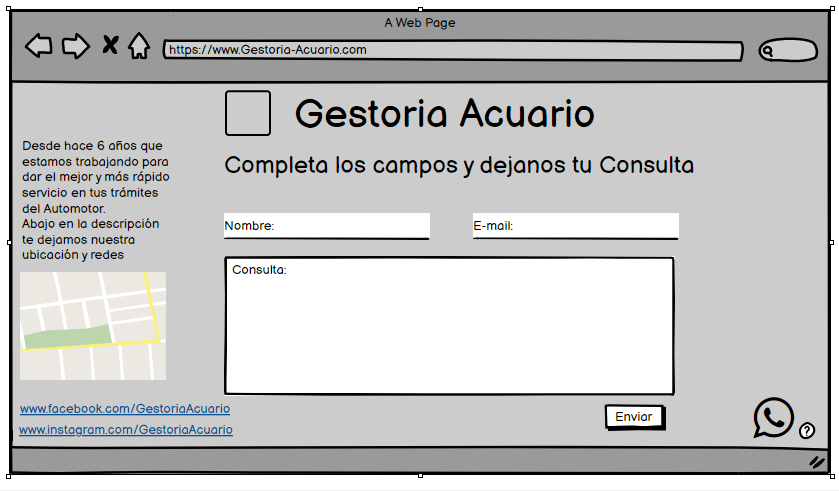 A Web Page
https://www.Gestoria-Acuario.com
Gestoria Acuario
Completa los campos y dejanos tu Consulta
Desde hace 6 años que
estamos trabajando para
dar el mejor y más rápido
servicio en tus trámites
del Automotor.
Abajo en la descripción
te dejamos nuestra
ubicación y redes
Nombre:
E-mail:
Consulta:
www.facebook.com/GestoriaAcuario
www.instagram.com/GestoriaAcuario
Enviar
?